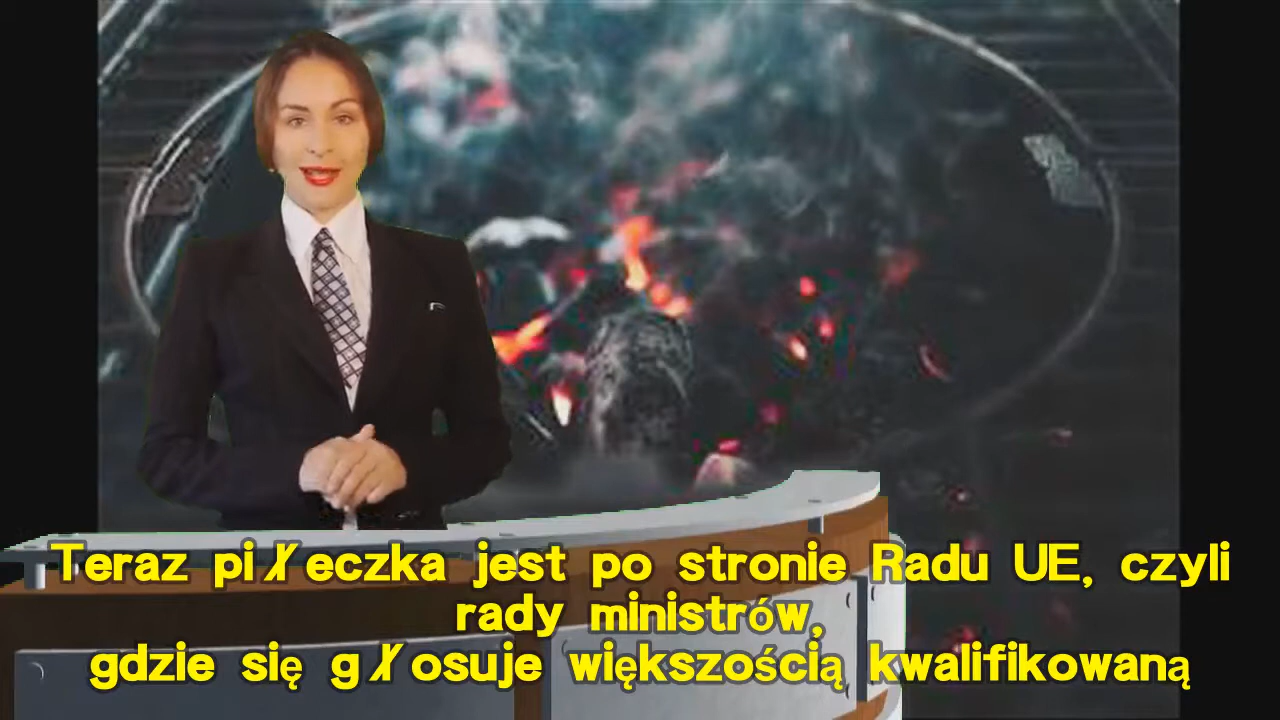 Teraz piłeczka jest po stronie Radu UE, czyli
rady ministrów,
gdzie się głosuje większością kwalifikowaną